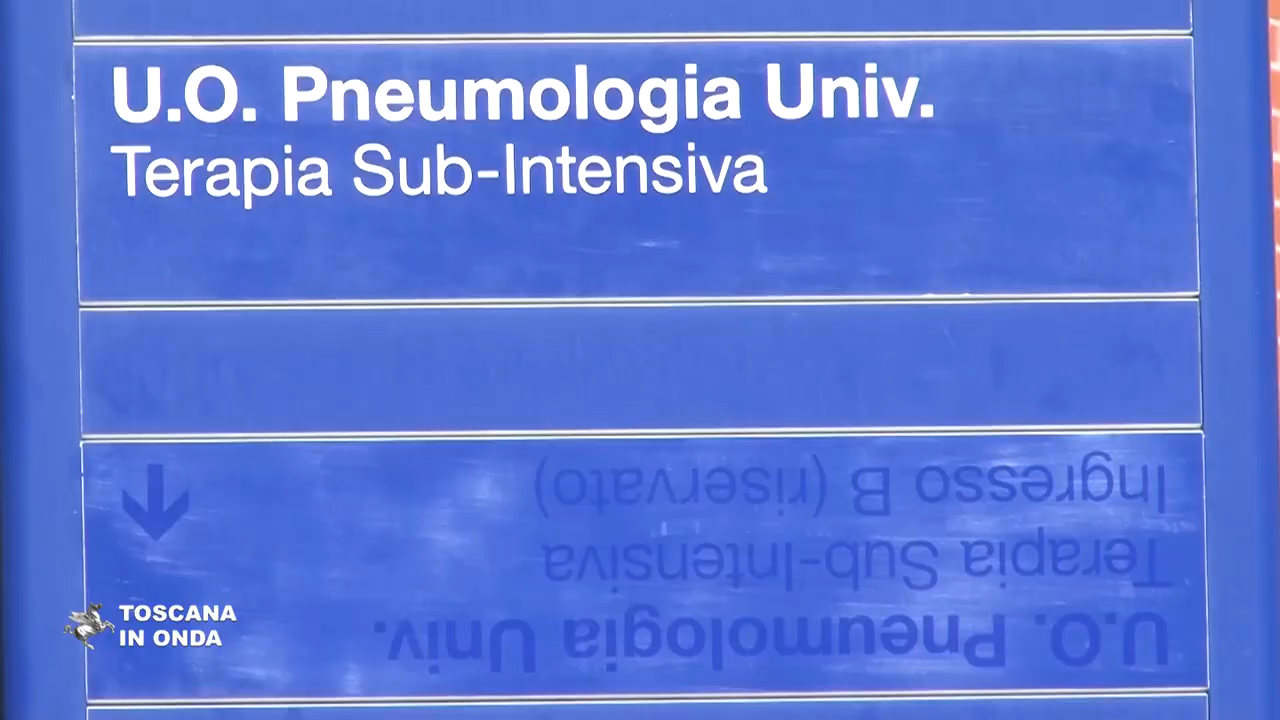 U.O. Pneumologia Univ.
Terapia Sub-Intensiva
U.O. Pneumologia Univ.
Terapia Sub-Intensiva
Ingresso B (riservato)
TOSCANA
IN ONDA